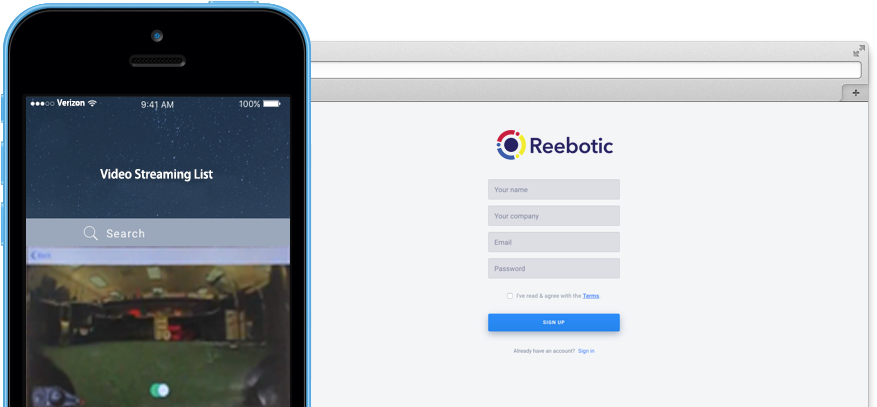 Verizon 9:41 AM 100%
Video Streaming List
Search
Back
Reebotic
Your name
Your company
Email
Password
I've read & agree with the Terms
SIGN UP
Already have an account? Sign in